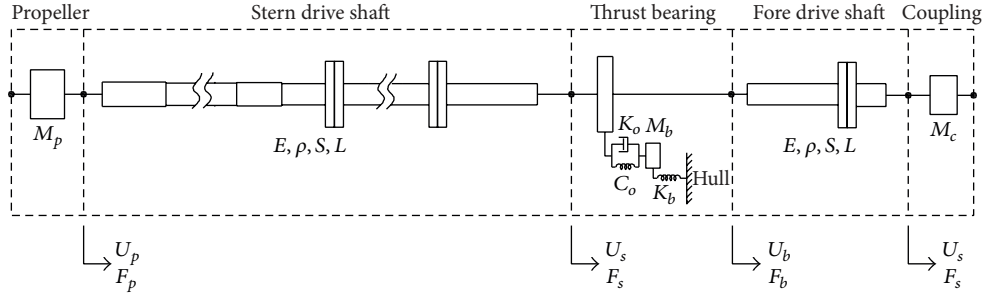 Propeller
Stern drive shaft
Thrust bearing
Fore drive shaft
Coupling
M_p
E, ρ, S, L
K_o M_b
C_o
K_b
Hull
E, ρ, S, L
M_c
U_p
F_p
U_s
F_s
U_b
F_b
U_s
F_s